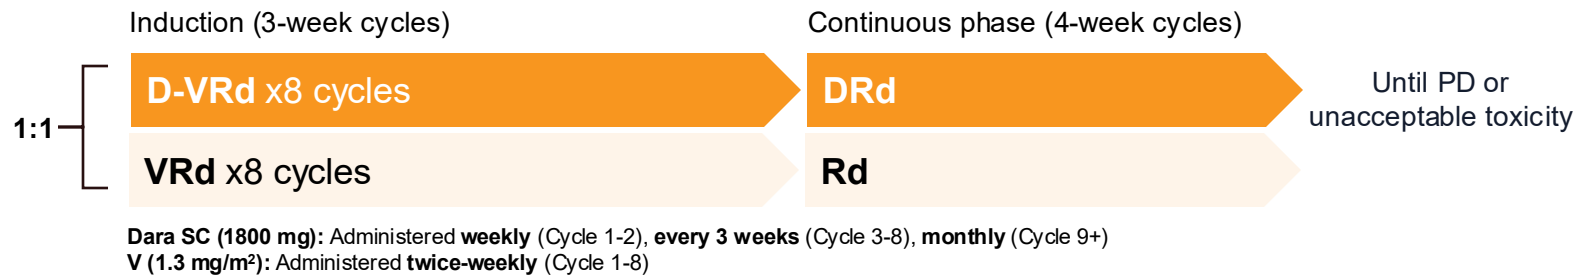 Induction (3-week cycles)
Continuous phase (4-week cycles)
1:1
D-VRd x8 cycles
DRd
Until PD or
unacceptable toxicity
VRd x8 cycles
Rd
Dara SC (1800 mg): Administered weekly (Cycle 1-2), every 3 weeks (Cycle 3-8), monthly (Cycle 9+)
V (1.3 mg/m²): Administered twice-weekly (Cycle 1-8)